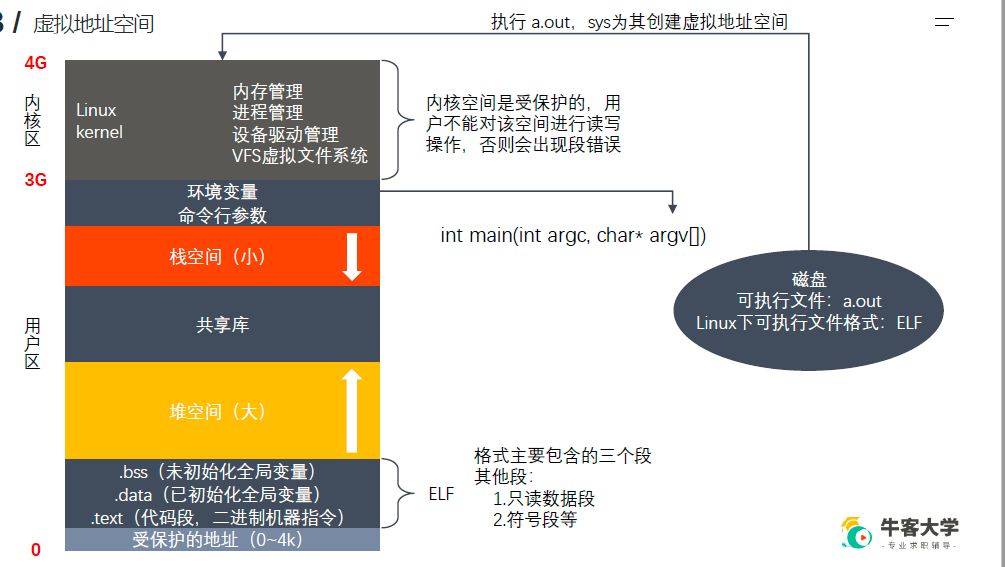 3 / 虚拟地址空间
执行 a.out，sys为其创建虚拟地址空间
4G
内核区
Linux
kernel
内存管理
进程管理
设备驱动管理
VFS虚拟文件系统
内核空间是受保护的，用
户不能对该空间进行读写
操作，否则会出现段错误
3G
环境变量
命令行参数
int main(int argc, char* argv[])
栈空间（小）
磁盘
可执行文件：a.out
Linux下可执行文件格式：ELF
用户区
共享库
堆空间（大）
.bss（未初始化全局变量）
.data（已初始化全局变量）
.text（代码段，二进制机器指令）
ELF
格式主要包含的三个段
其他段：
1.只读数据段
2.符号段等
受保护的地址（0~4k）
0
牛客大学
-专业求职辅导-